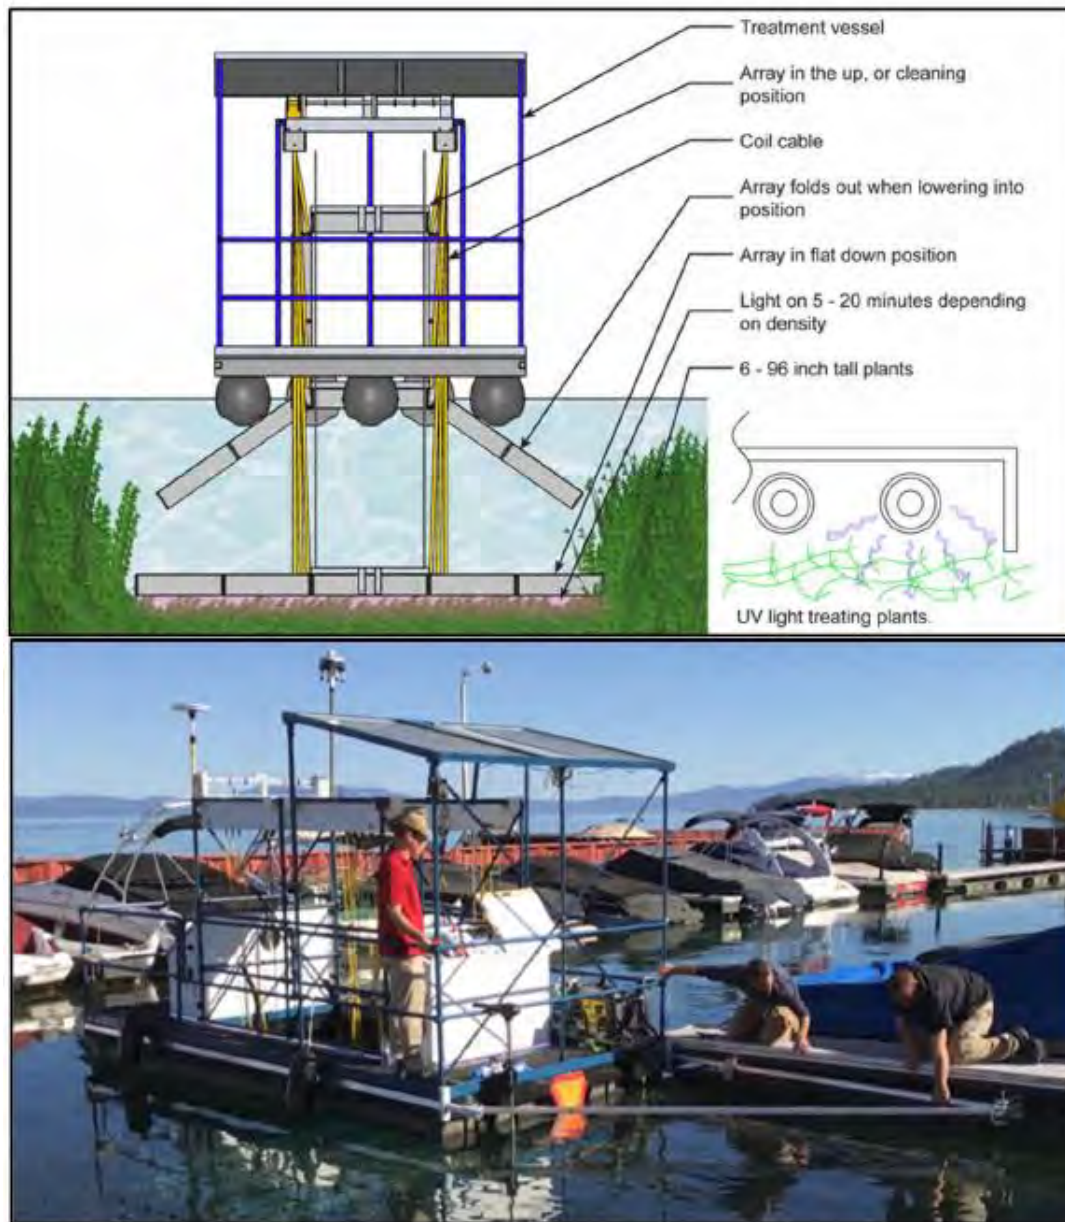 Treatment vessel
Array in the up, or cleaning
position
Coil cable
Array folds out when lowering into
position
Array in flat down position
Light on 5 - 20 minutes depending
on density
6 - 96 inch tall plants
UV light treating plants.